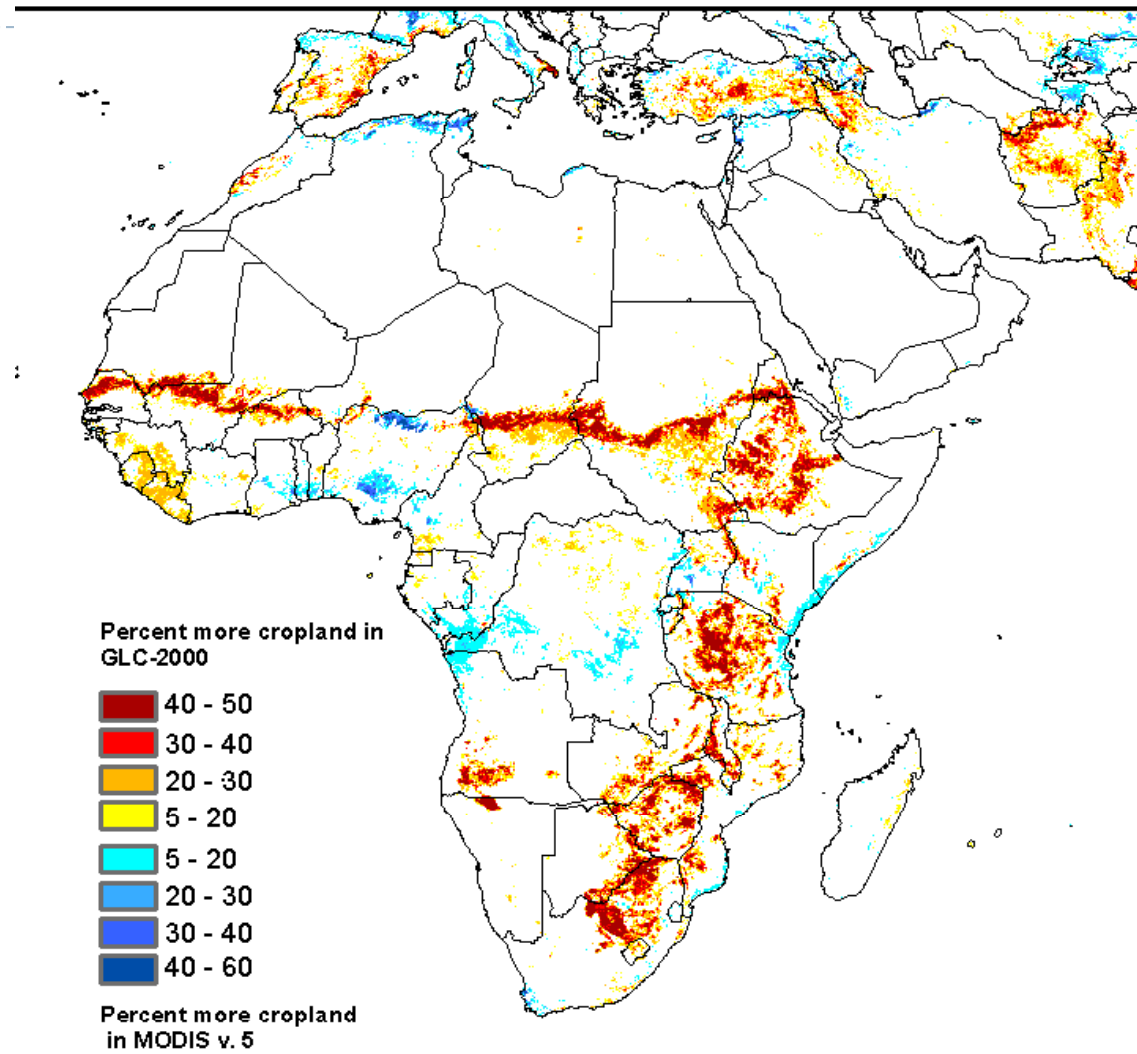 Percent more cropland in
GLC-2000
40 - 50
30 - 40
20 - 30
5 - 20
5 - 20
20 - 30
30 - 40
40 - 60
Percent more cropland
in MODIS v. 5